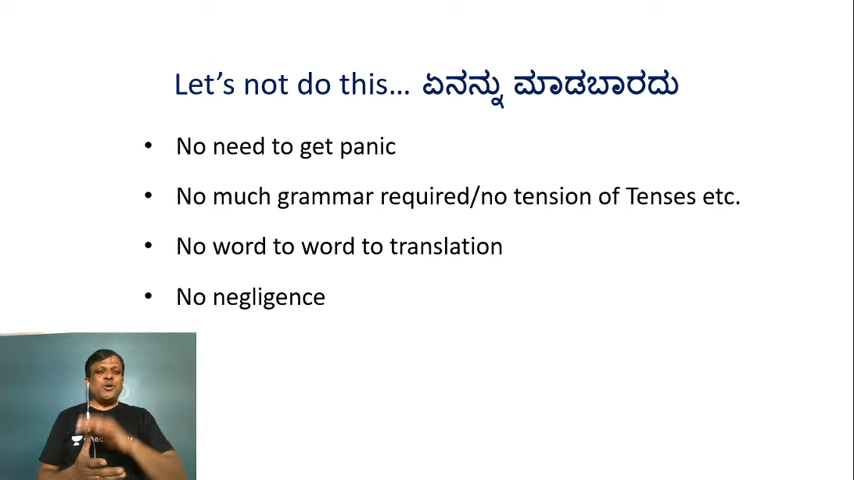 Let's not do this... ಏನನ್ನು ಮಾಡಬಾರದು
• No need to get panic
• No much grammar required/no tension of Tenses etc.
• No word to word to translation
• No negligence